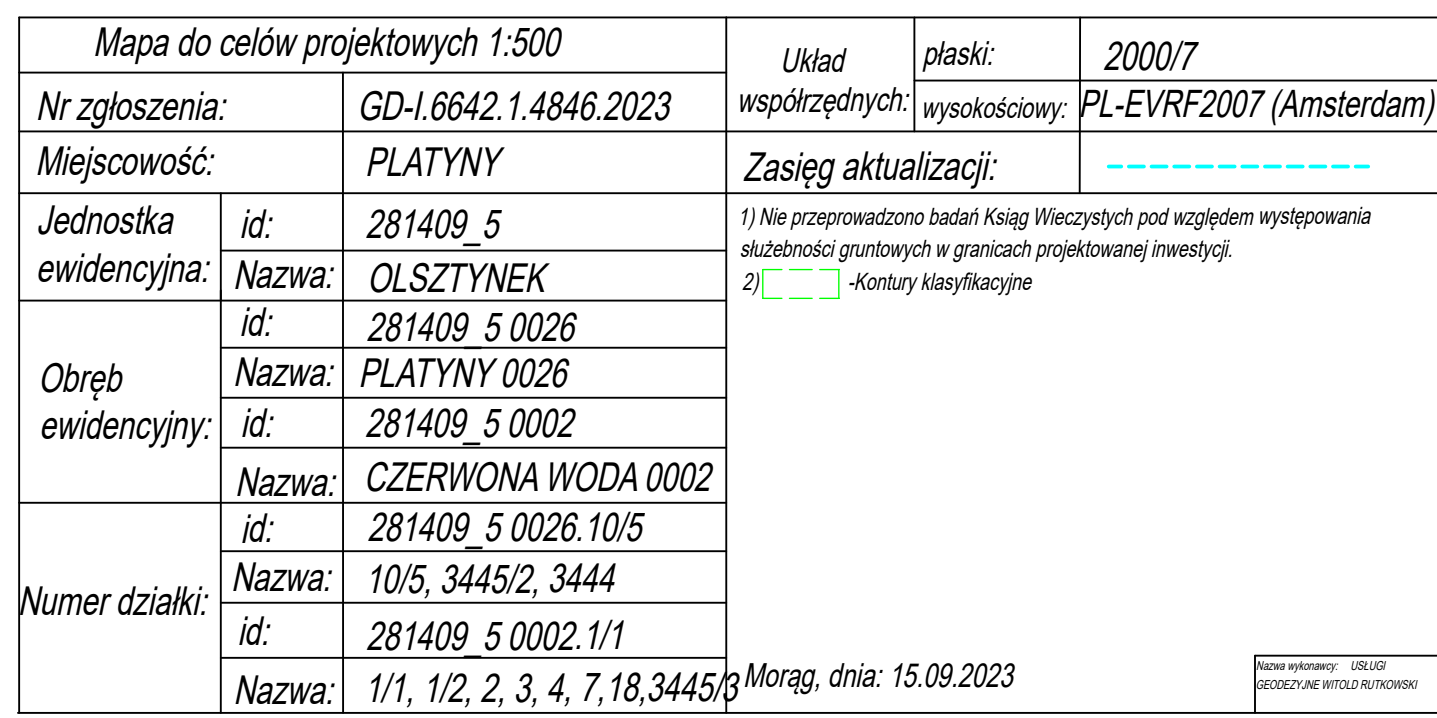 Mapa do celów projektowych 1:500
Nr zgłoszenia: GD-I.6642.1.4846.2023
Miejscowość: PLATYNY
Jednostka ewidencyjna: id: 281409_5
Nazwa: OLSZTYNEK
Obręb ewidencyjny: id: 281409_5 0026
Nazwa: PLATYNY 0026
id: 281409_5 0002
Nazwa: CZERWONA WODA 0002
Numer działki: id: 281409_5 0026.10/5
Nazwa: 10/5, 3445/2, 3444
id: 281409_5 0002.1/1
Nazwa: 1/1, 1/2, 2, 3, 4, 7,18,3445/3
Układ współrzędnych: płaski: 2000/7
wysokościowy: PL-EVRF2007 (Amsterdam)
Zasięg aktualizacji:
1) Nie przeprowadzono badań Ksiąg Wieczystych pod względem występowania
służebności gruntowych w granicach projektowanej inwestycji.
2) -Kontury klasyfikacyjne
Morąg, dnia: 15.09.2023
Nazwa wykonawcy: USŁUGI
GEODEZYJNE WITOLD RUTKOWSKI